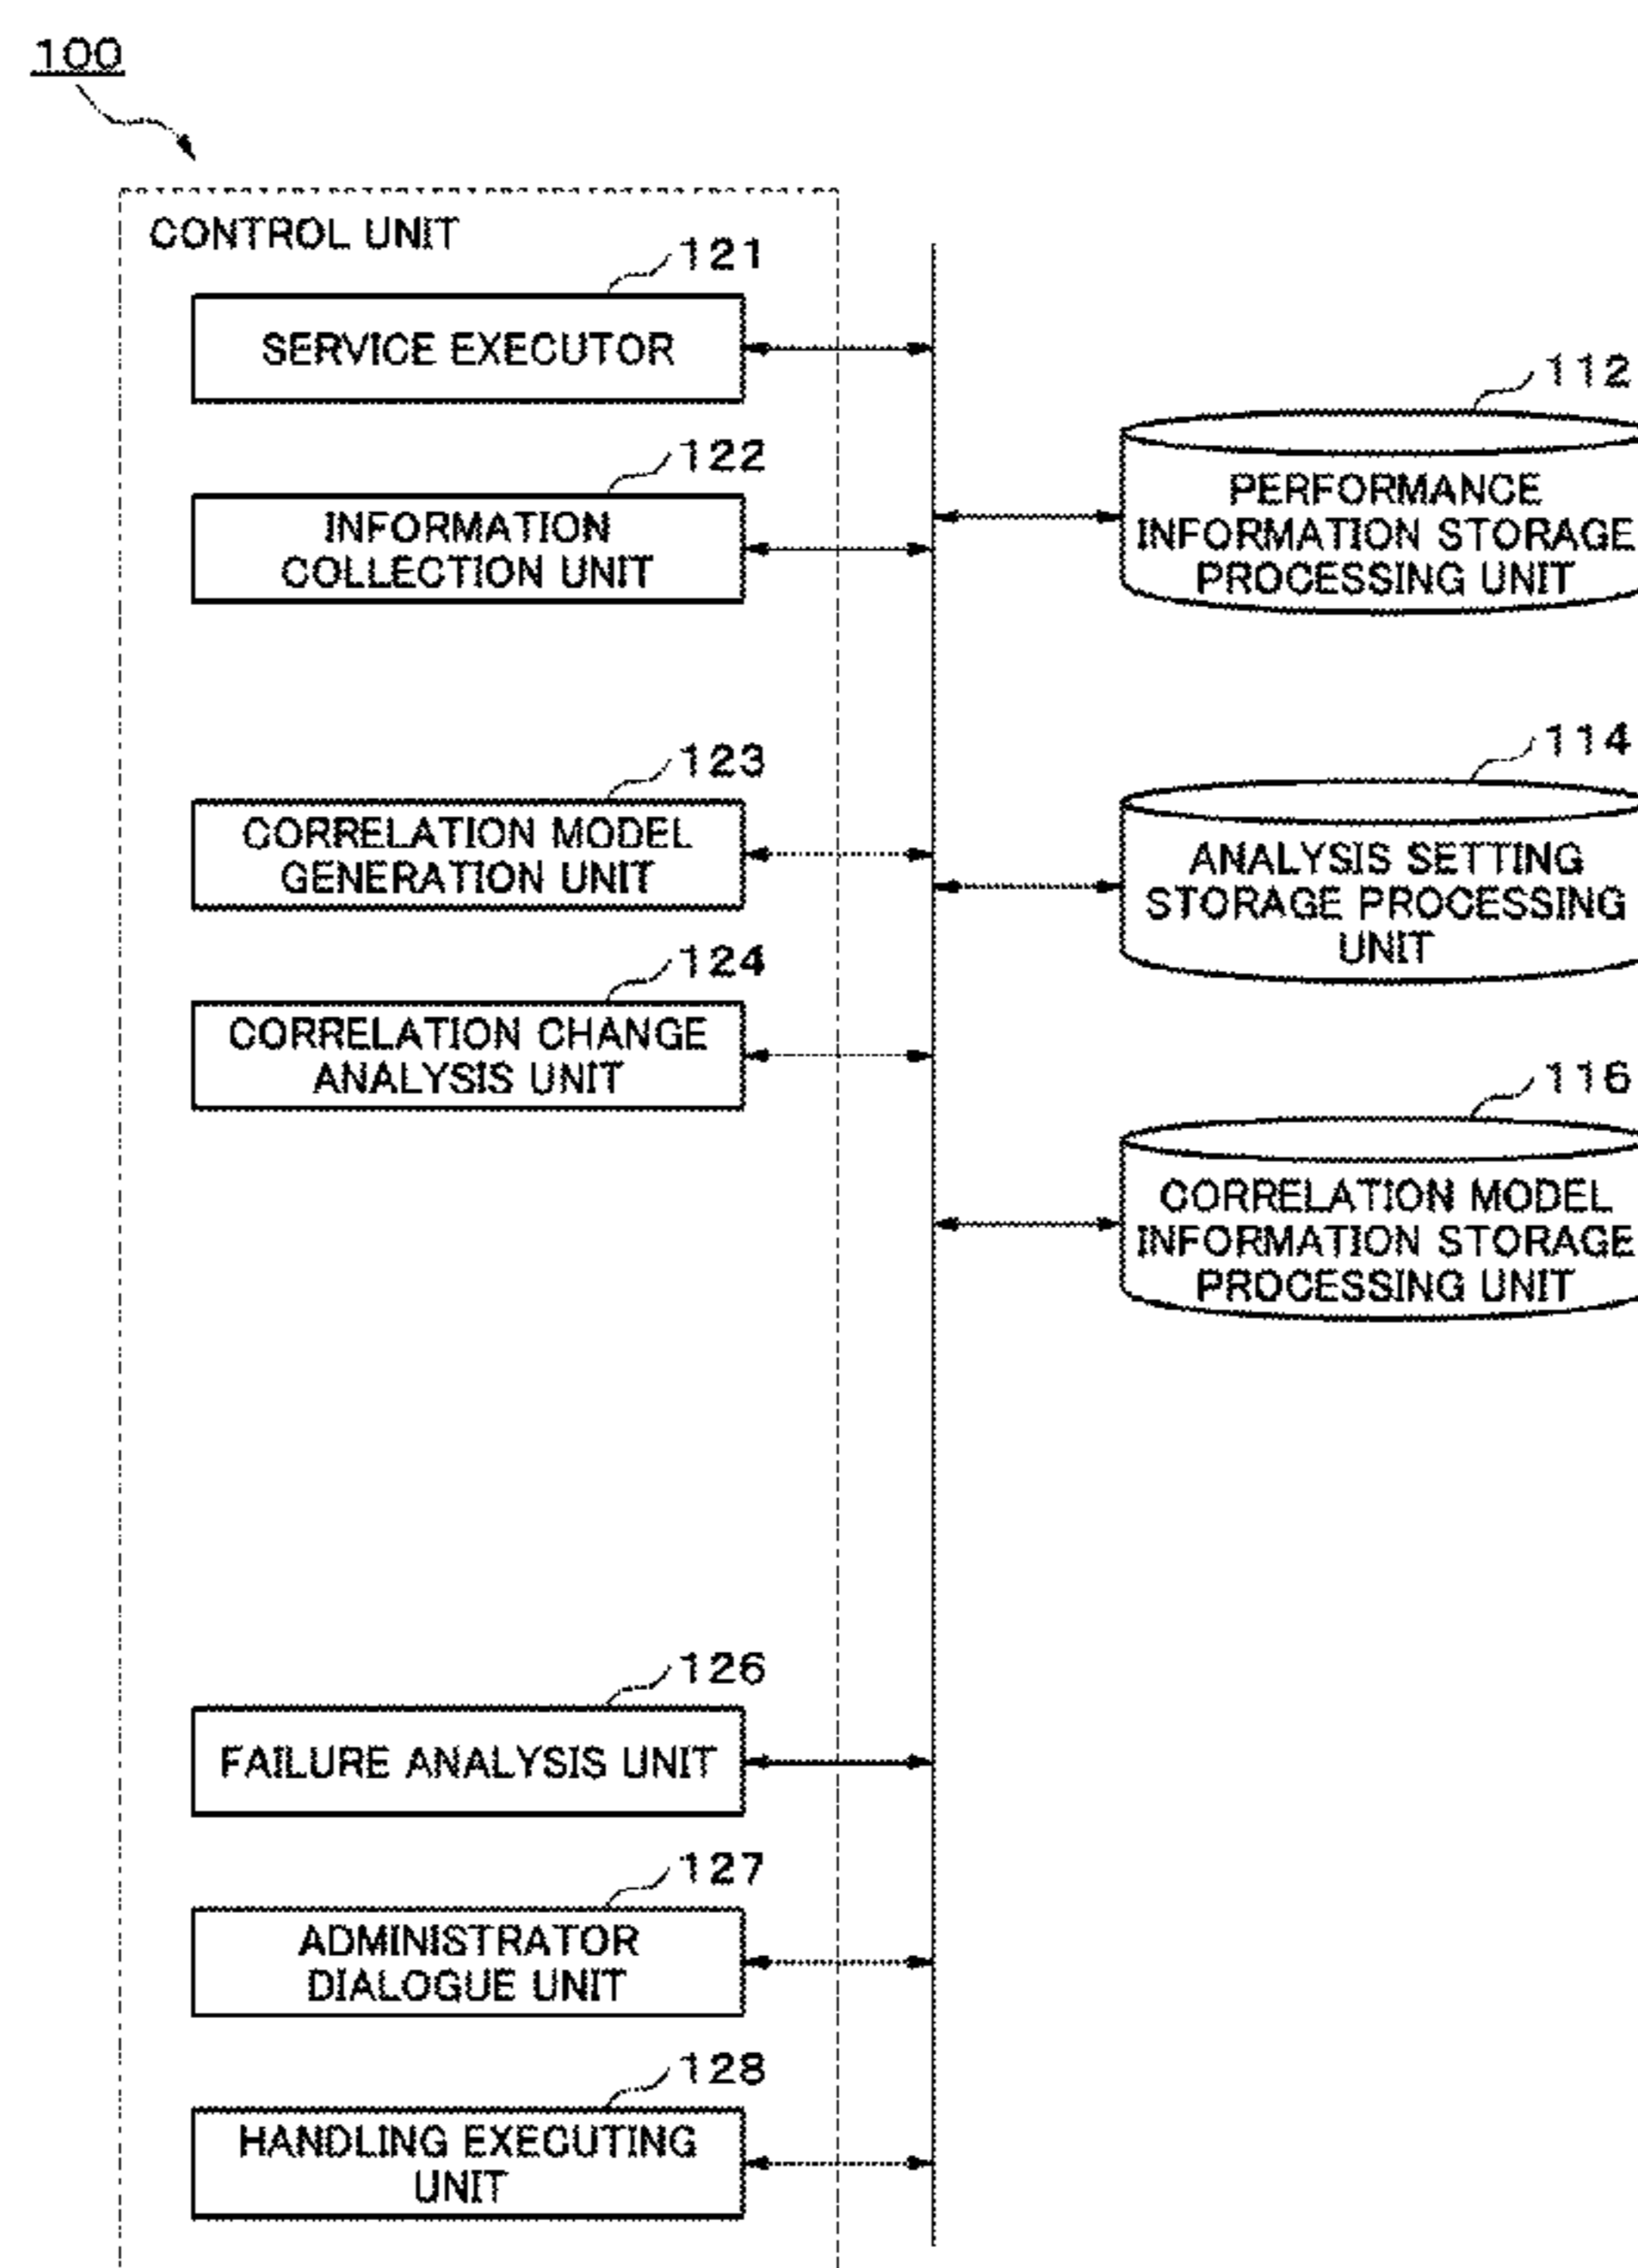 100
CONTROL UNIT
121
SERVICE EXECUTOR
122
INFORMATION
COLLECTION UNIT
123
CORRELATION MODEL
GENERATION UNIT
124
CORRELATION CHANGE
ANALYSIS UNIT
126
FAILURE ANALYSIS UNIT
127
ADMINISTRATOR
DIALOGUE UNIT
128
HANDLING EXECUTING
UNIT
112
PERFORMANCE
INFORMATION STORAGE
PROCESSING UNIT
114
ANALYSIS SETTING
STORAGE PROCESSING
UNIT
116
CORRELATION MODEL
INFORMATION STORAGE
PROCESSING UNIT